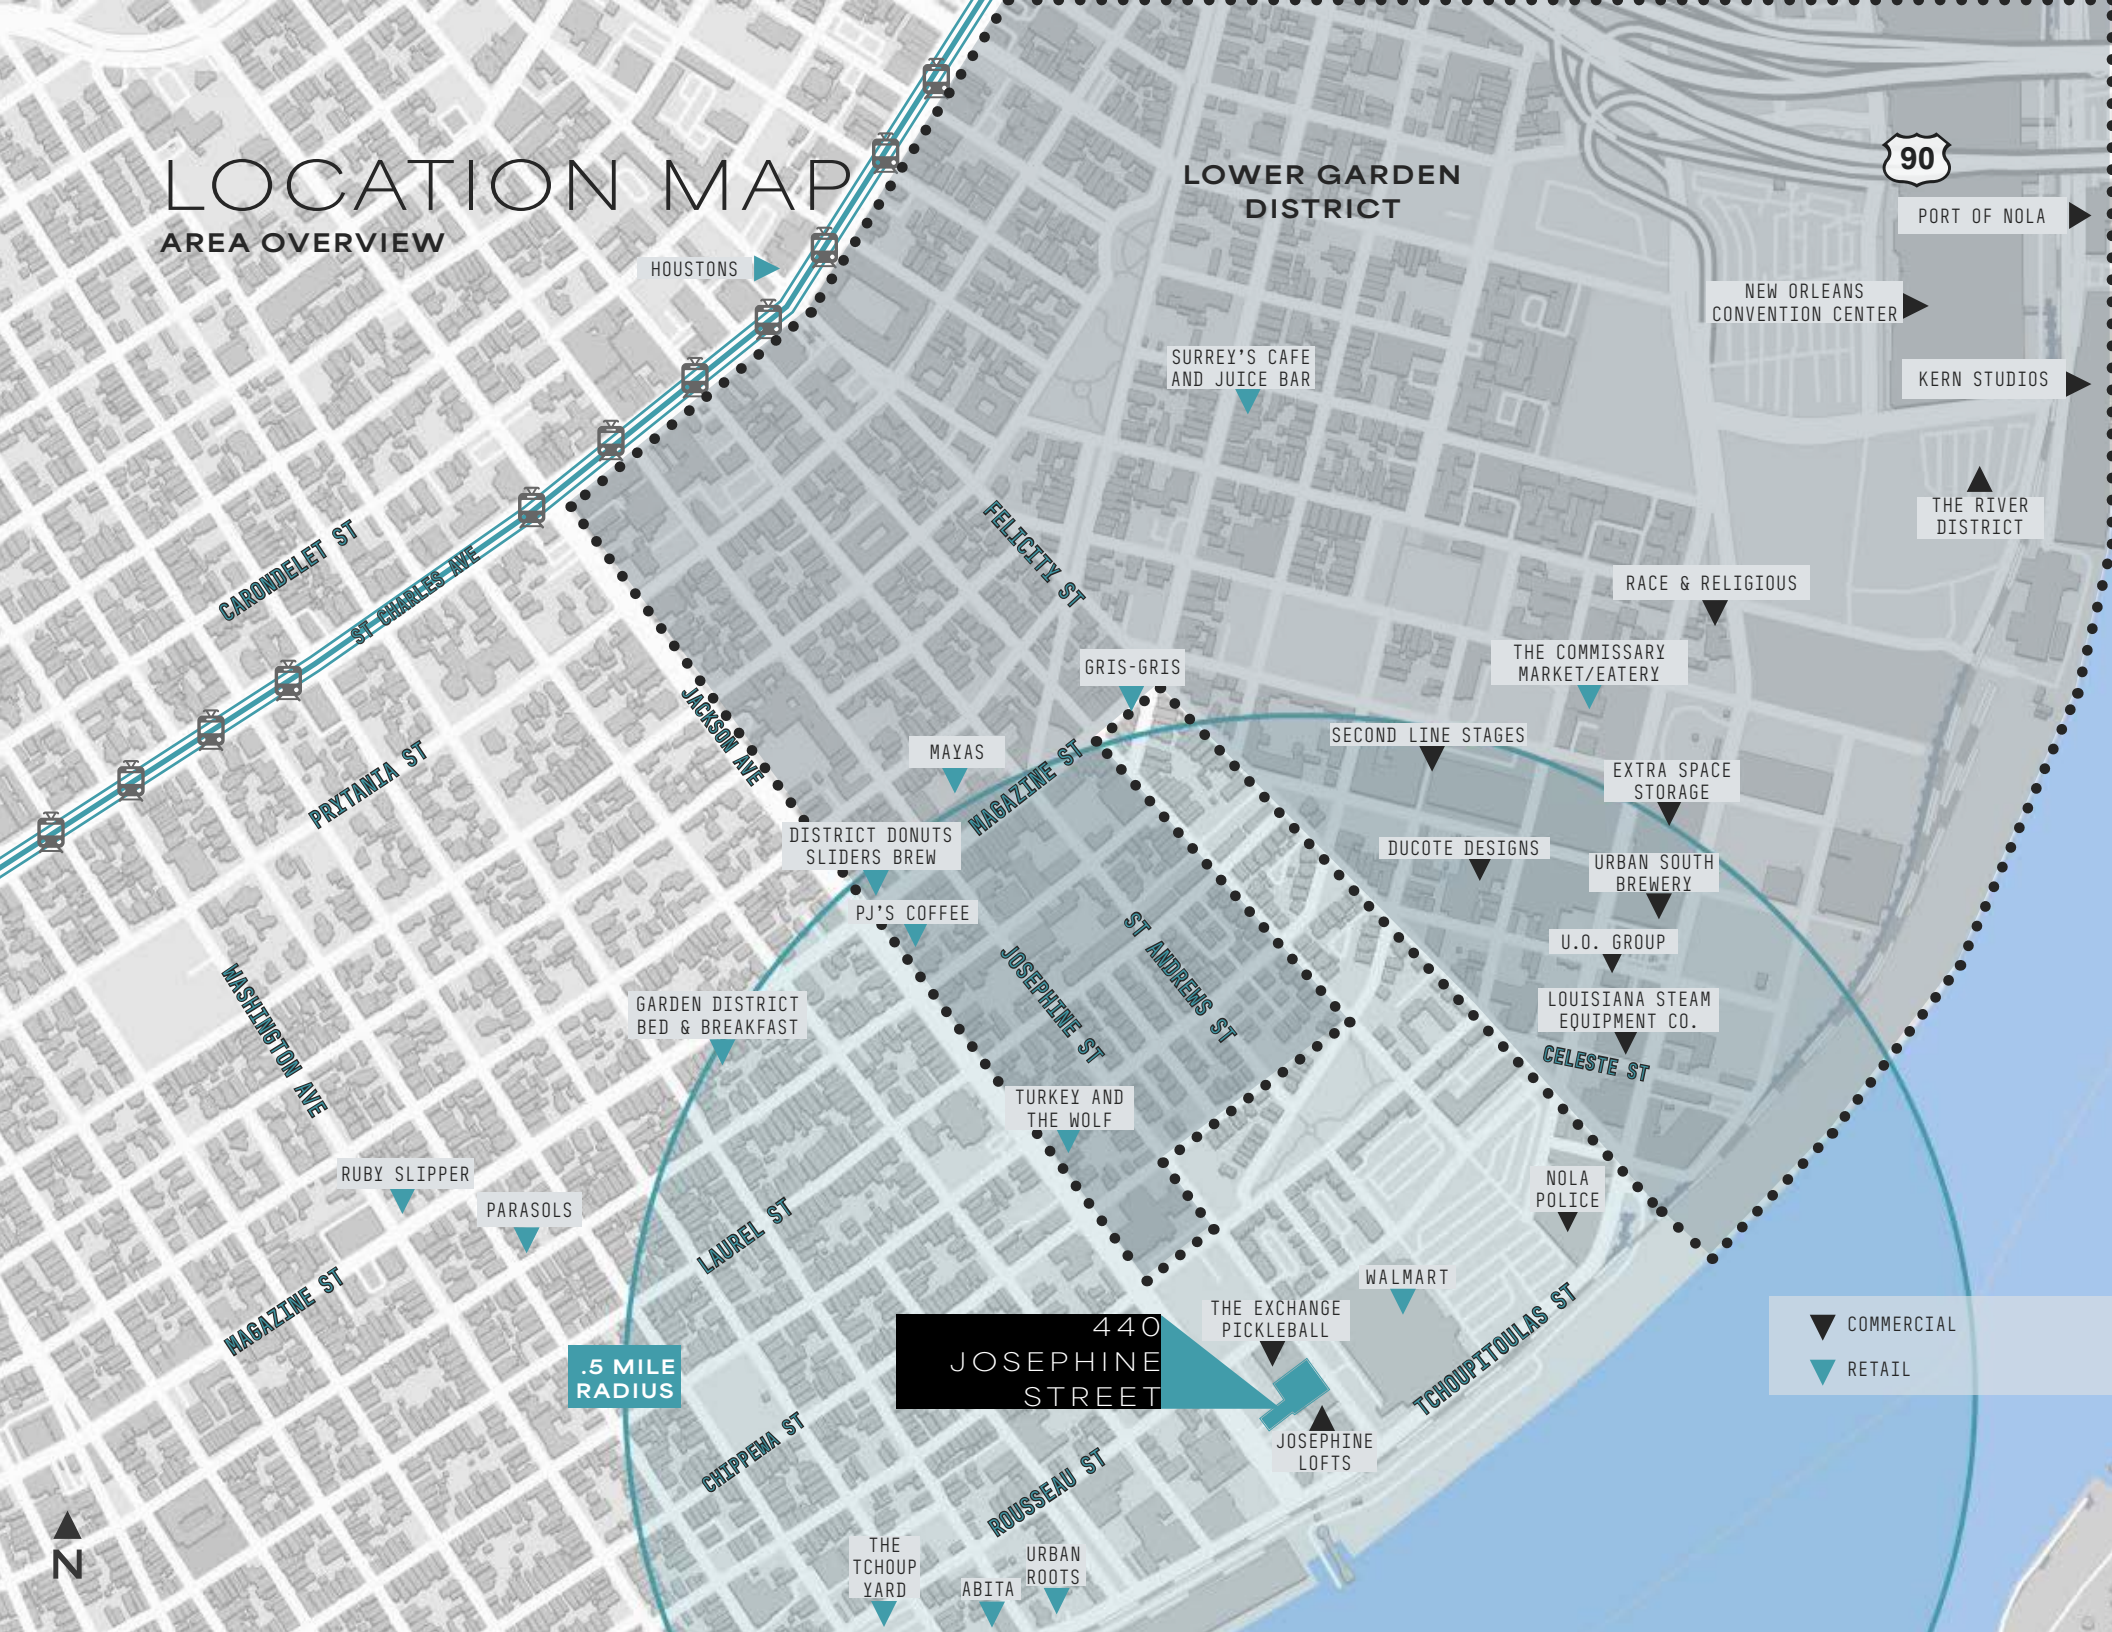 LOCATION MAP
AREA OVERVIEW
LOWER GARDEN
DISTRICT
90
PORT OF NOLA
HOUSTONS
NEW ORLEANS
CONVENTION CENTER
SURREY'S CAFE
AND JUICE BAR
KERN STUDIOS
THE RIVER
DISTRICT
FELICITY ST
CARONDELET ST
ST CHARLES AVE
RACE & RELIGIOUS
GRIS-GRIS
THE COMMISSARY
MARKET/EATERY
JACKSON AVE
PRYTANIA ST
MAYAS
MAGAZINE ST
SECOND LINE STAGES
EXTRA SPACE
STORAGE
DISTRICT DONUTS
SLIDERS BREW
DUCOTE DESIGNS
URBAN SOUTH
BREWERY
PJ'S COFFEE
ST ANDREWS ST
JOSEPHINE ST
U.O. GROUP
WASHINGTON AVE
GARDEN DISTRICT
BED & BREAKFAST
LOUISIANA STEAM
EQUIPMENT CO.
CELESTE ST
TURKEY AND
THE WOLF
RUBY SLIPPER
PARASOLS
NOLA
POLICE
LAUREL ST
MAGAZINE ST
WALMART
THE EXCHANGE
PICKLEBALL
TCHOUPITOULAS ST
440
JOSEPHINE
STREET
.5 MILE
RADIUS
COMMERCIAL
RETAIL
JOSEPHINE
LOFTS
CHIPPEWA ST
ROUSSEAU ST
N
THE
TCHOUP
YARD
ABITA
URBAN
ROOTS